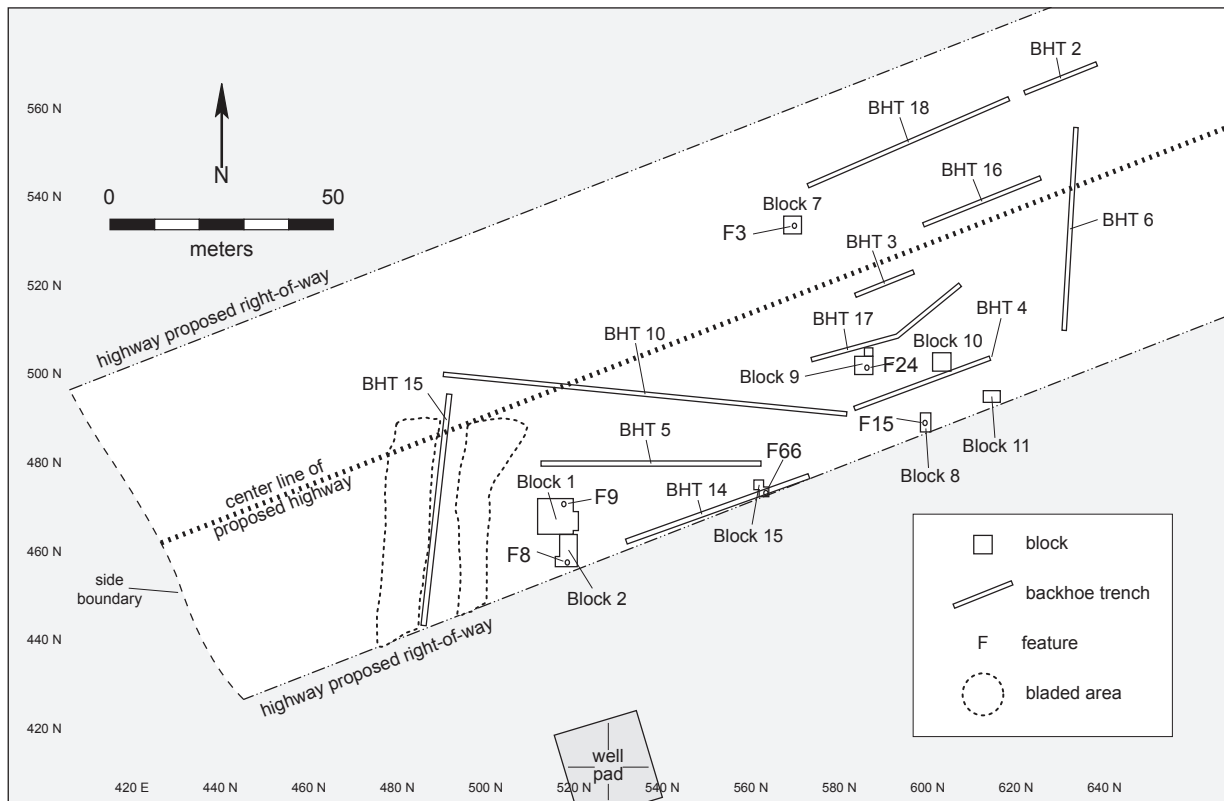 BHT 2
560 N
BHT 18
540 N
N
BHT 16
0
50
Block 7
meters
F3
BHT 6
BHT 3
520 N
highway proposed right-of-way
BHT 10
BHT 17
BHT 4
Block 10
500 N
BHT 15
Block 9
F24
F15
Block 11
480 N
BHT 5
F66
Block 8
center line of
proposed highway
Block 1
F9
BHT 14
Block 15
460 N
F8
side
boundary
Block 2
440 N
highway proposed right-of-way
420 N
well
pad
block
backhoe trench
F feature
bladed area
420 E
440 N
460 N
480 N
500 N
520 N
540 N
560 N
580 N
600 N
620 N
640 N